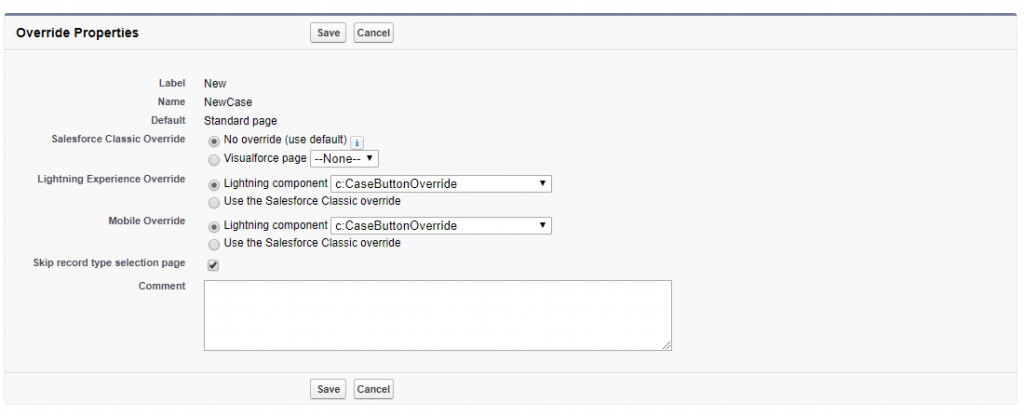 Override Properties Save Cancel
Label New
Name NewCase
Default Standard page
Salesforce Classic Override No override (use default) i
Visualforce page --None--
Lightning Experience Override Lightning component c:CaseButtonOverride
Use the Salesforce Classic override
Mobile Override Lightning component c:CaseButtonOverride
Use the Salesforce Classic override
Skip record type selection page
Comment
Save Cancel